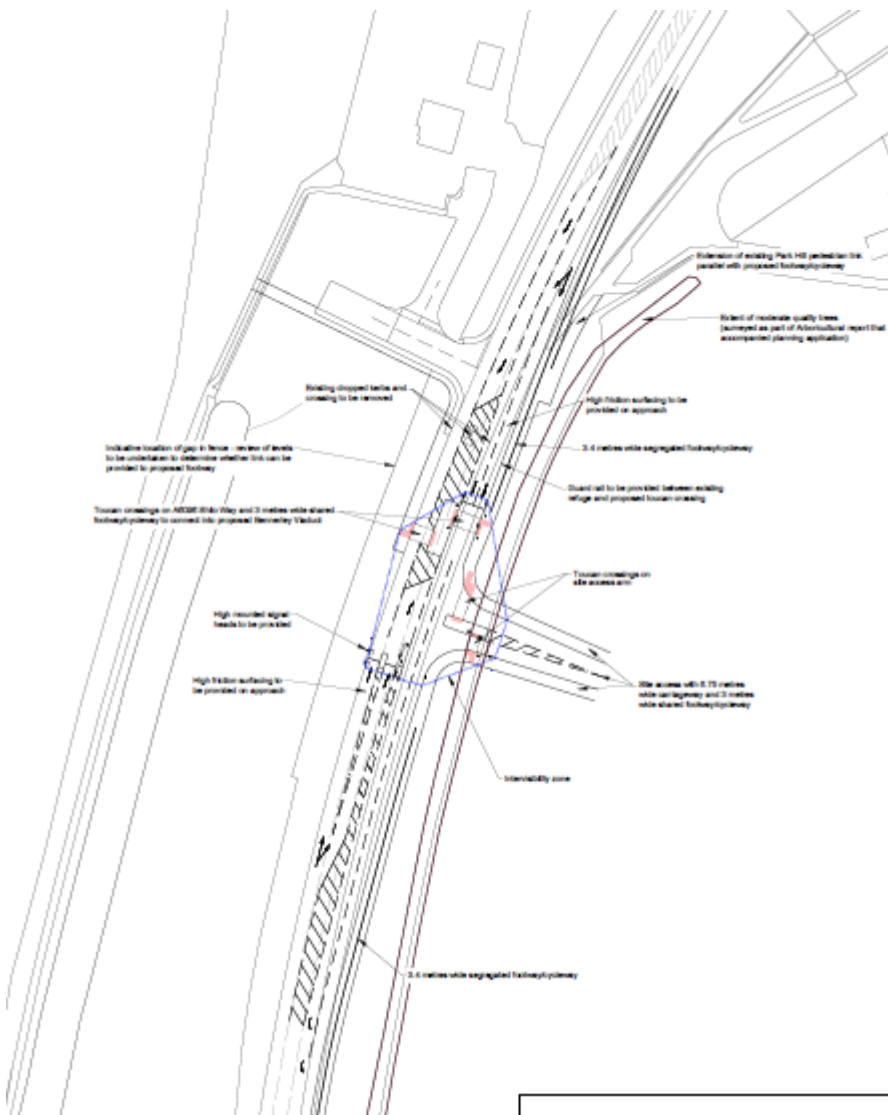 Extension of existing Park Hill pedestrian link
parallel with proposed footway/cycleway
Extent of moderate quality trees
(surveyed as part of Arboricultural report that
accompanied planning application)
Existing dropped kerbs and
crossing to be removed
High friction surfacing to be
provided on approach
Indicative location of gap in fence - review of levels
to be undertaken to determine whether link can be
provided to proposed footway
3.4 metres wide segregated footway/cycleway
Guard rail to be provided between existing
refuge and proposed toucan crossing
Toucan crossings on A6096 Shilo Way and 3 metres wide shared
footway/cycleway to connect into proposed Bennerley Viaduct
Toucan crossings on
site access arm
High mounted signal
heads to be provided
High friction surfacing to
be provided on approach
Site access with 6.75 metres
wide carriageway and 3 metres
wide shared footway/cycleway
Intervisibility zone
3.4 metres wide segregated footway/cycleway